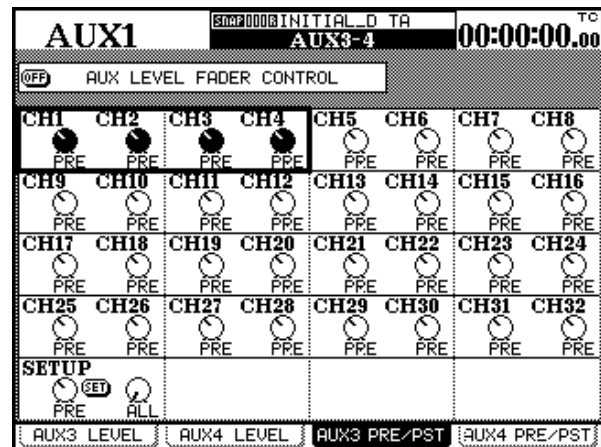 AUX1
SNAP 000 INITIAL_D TA
AUX3-4
TC
00:00:00.00
OFF AUX LEVEL FADER CONTROL
CH1 CH2 CH3 CH4 CH5 CH6 CH7 CH8
PRE PRE PRE PRE PRE PRE PRE PRE
CH9 CH10 CH11 CH12 CH13 CH14 CH15 CH16
PRE PRE PRE PRE PRE PRE PRE PRE
CH17 CH18 CH19 CH20 CH21 CH22 CH23 CH24
PRE PRE PRE PRE PRE PRE PRE PRE
CH25 CH26 CH27 CH28 CH29 CH30 CH31 CH32
PRE PRE PRE PRE PRE PRE PRE PRE
SETUP
SET
PRE ALL
AUX3 LEVEL AUX4 LEVEL AUX3 PRE/PST AUX4 PRE/PST